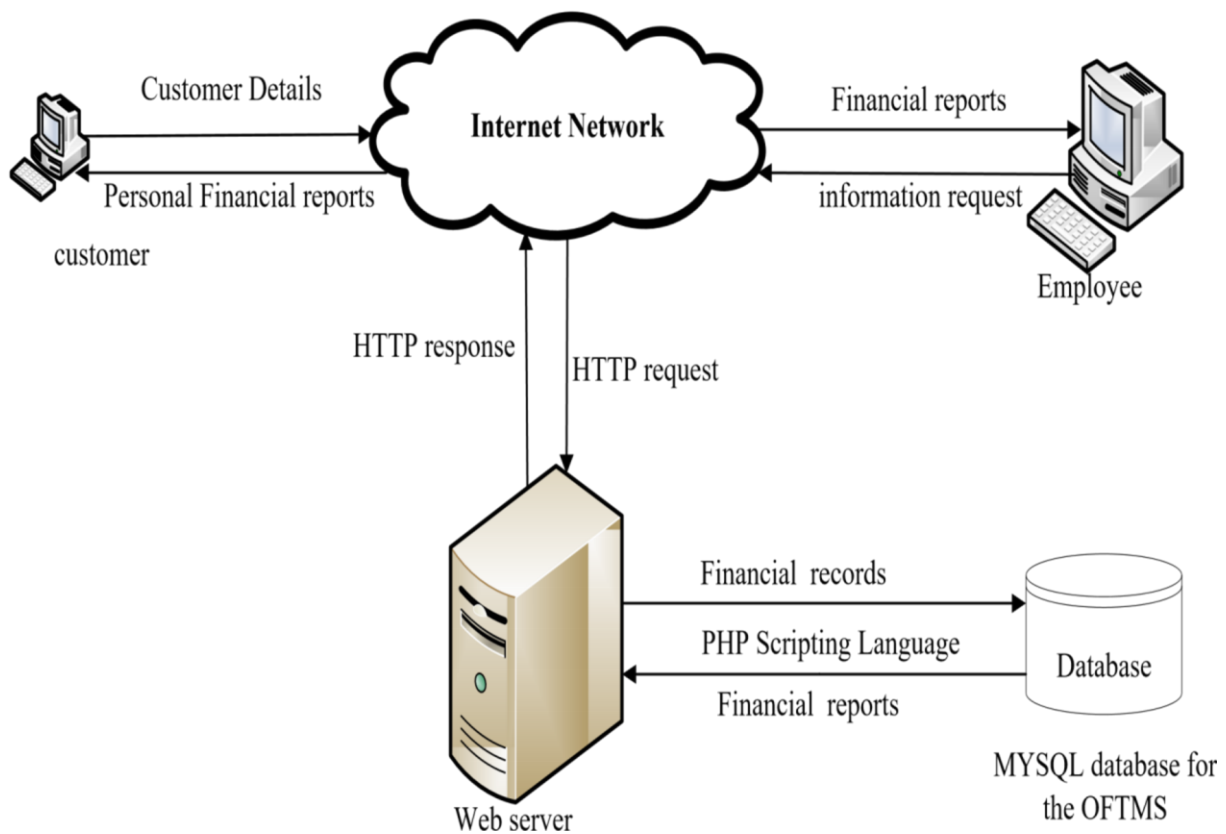 Customer Details
Internet Network
Financial reports
Personal Financial reports
information request
customer
Employee
HTTP response
HTTP request
Financial records
PHP Scripting Language
Database
Financial reports
MYSQL database for
the OFTMS
Web server